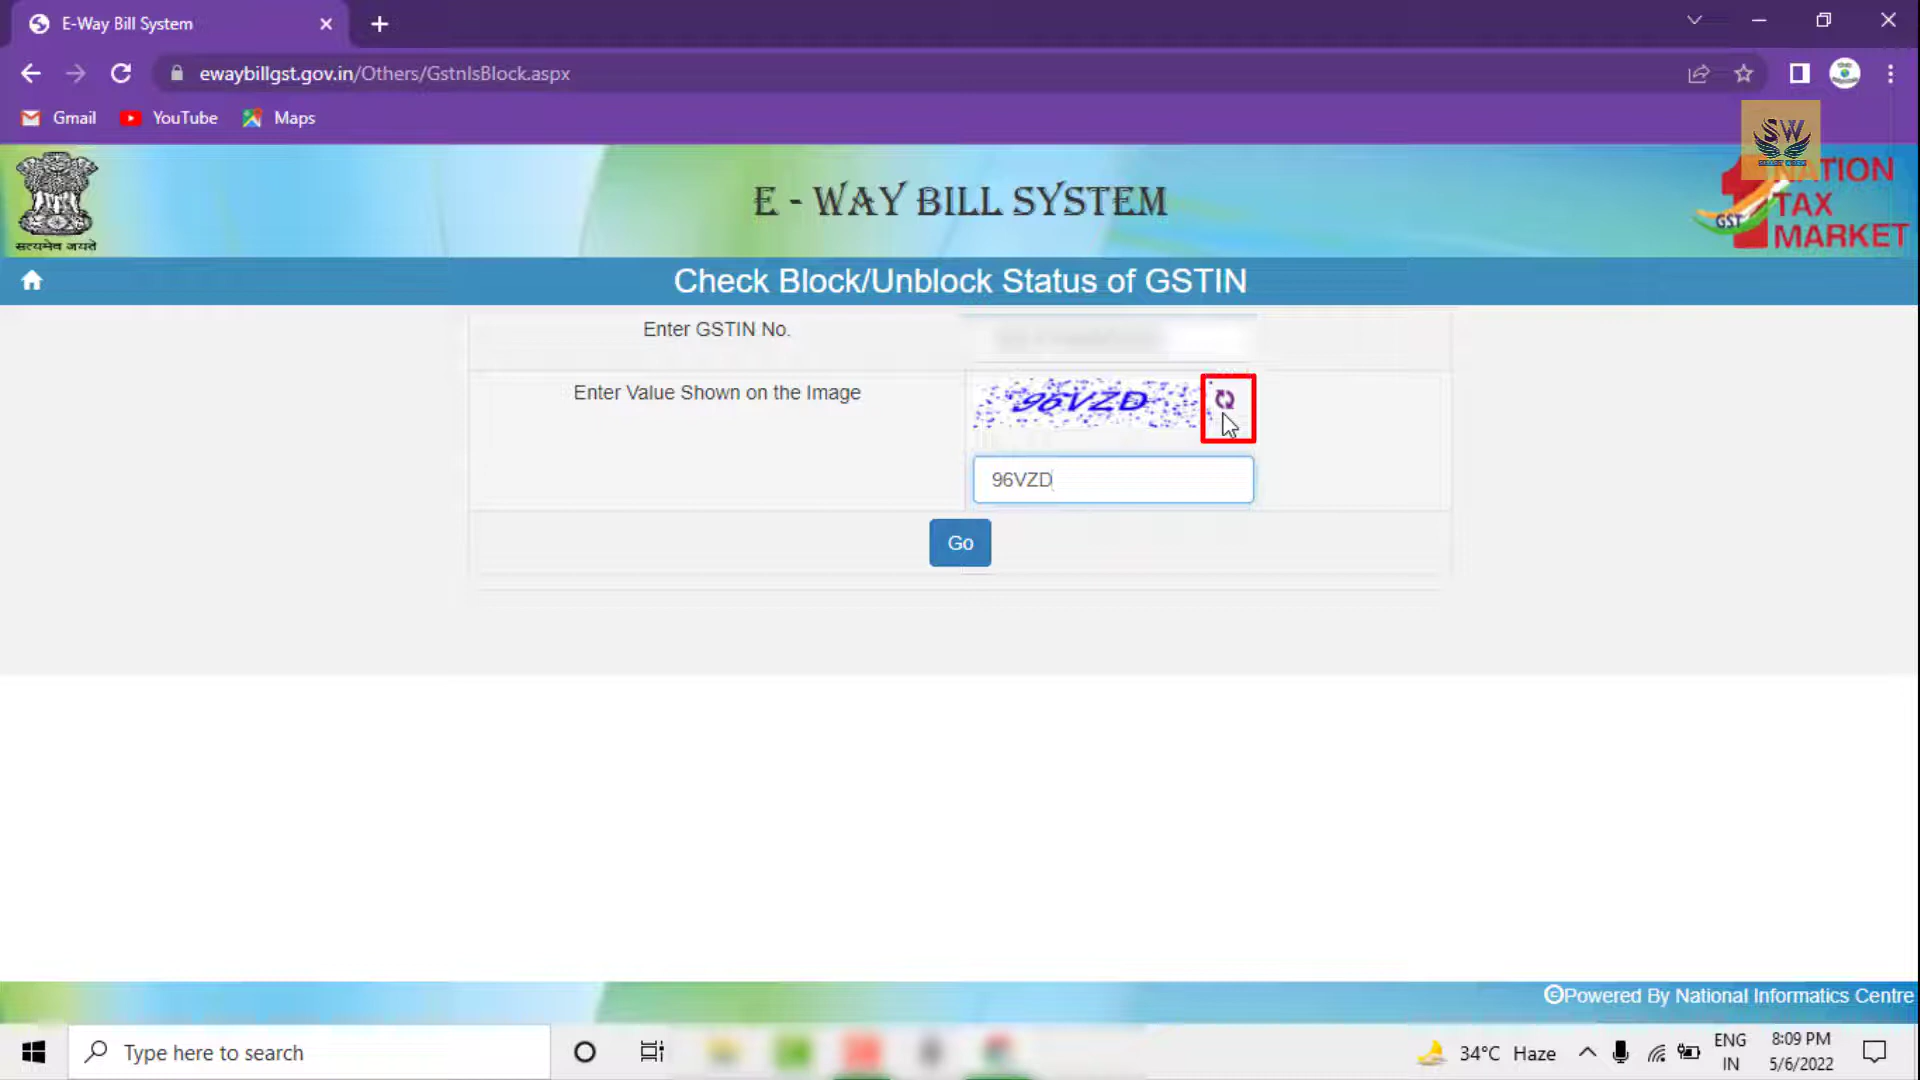 E-Way Bill System
ewaybillgst.gov.in/Others/GstnIsBlock.aspx
Gmail
YouTube
Maps
सत्यमेव जयते
E - WAY BILL SYSTEM
SW
1 NATION
TAX
MARKET
GST
Check Block/Unblock Status of GSTIN
Enter GSTIN No.
Enter Value Shown on the Image
96VZD
96VZD
Go
©Powered By National Informatics Centre
Type here to search
34°C Haze
ENG
IN
8:09 PM
5/6/2022